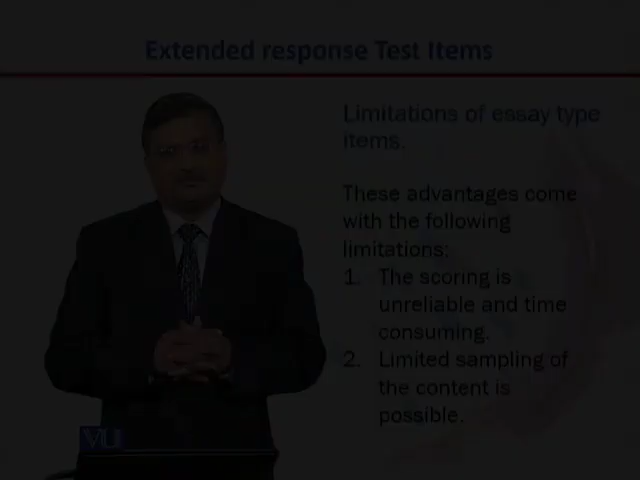 Extended response Test Items
Limitations of essay type
items.
These advantages come
with the following
limitations:
1. The scoring is
unreliable and time
consuming.
2. Limited sampling of
the content is
possible.
VU